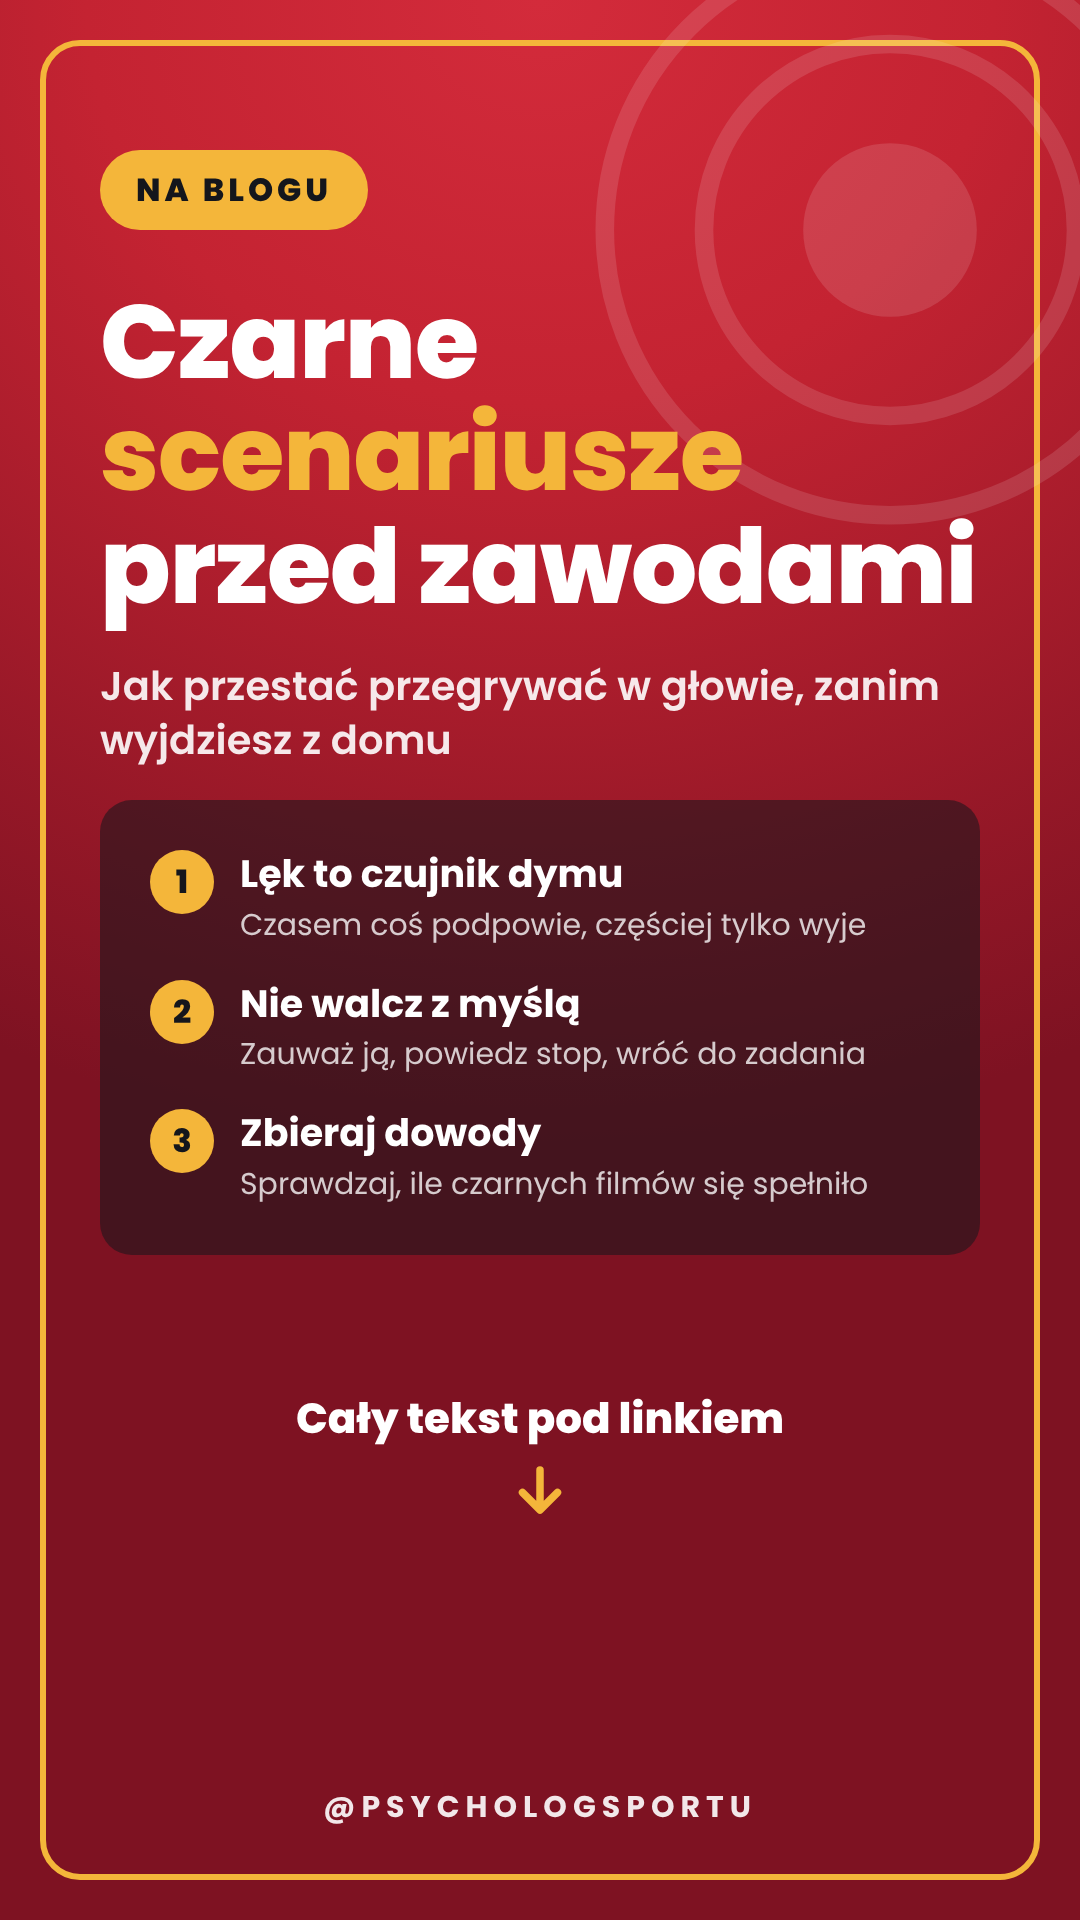 NA BLOGU
Czarne
scenariusze
przed zawodami
Jak przestać przegrywać w głowie, zanim
wyjdziesz z domu
1 Lęk to czujnik dymu
Czasem coś podpowie, częściej tylko wyje
2 Nie walcz z myślą
Zauważ ją, powiedz stop, wróć do zadania
3 Zbieraj dowody
Sprawdzaj, ile czarnych filmów się spełniło
Cały tekst pod linkiem
@PSYCHOLOGSPORTU